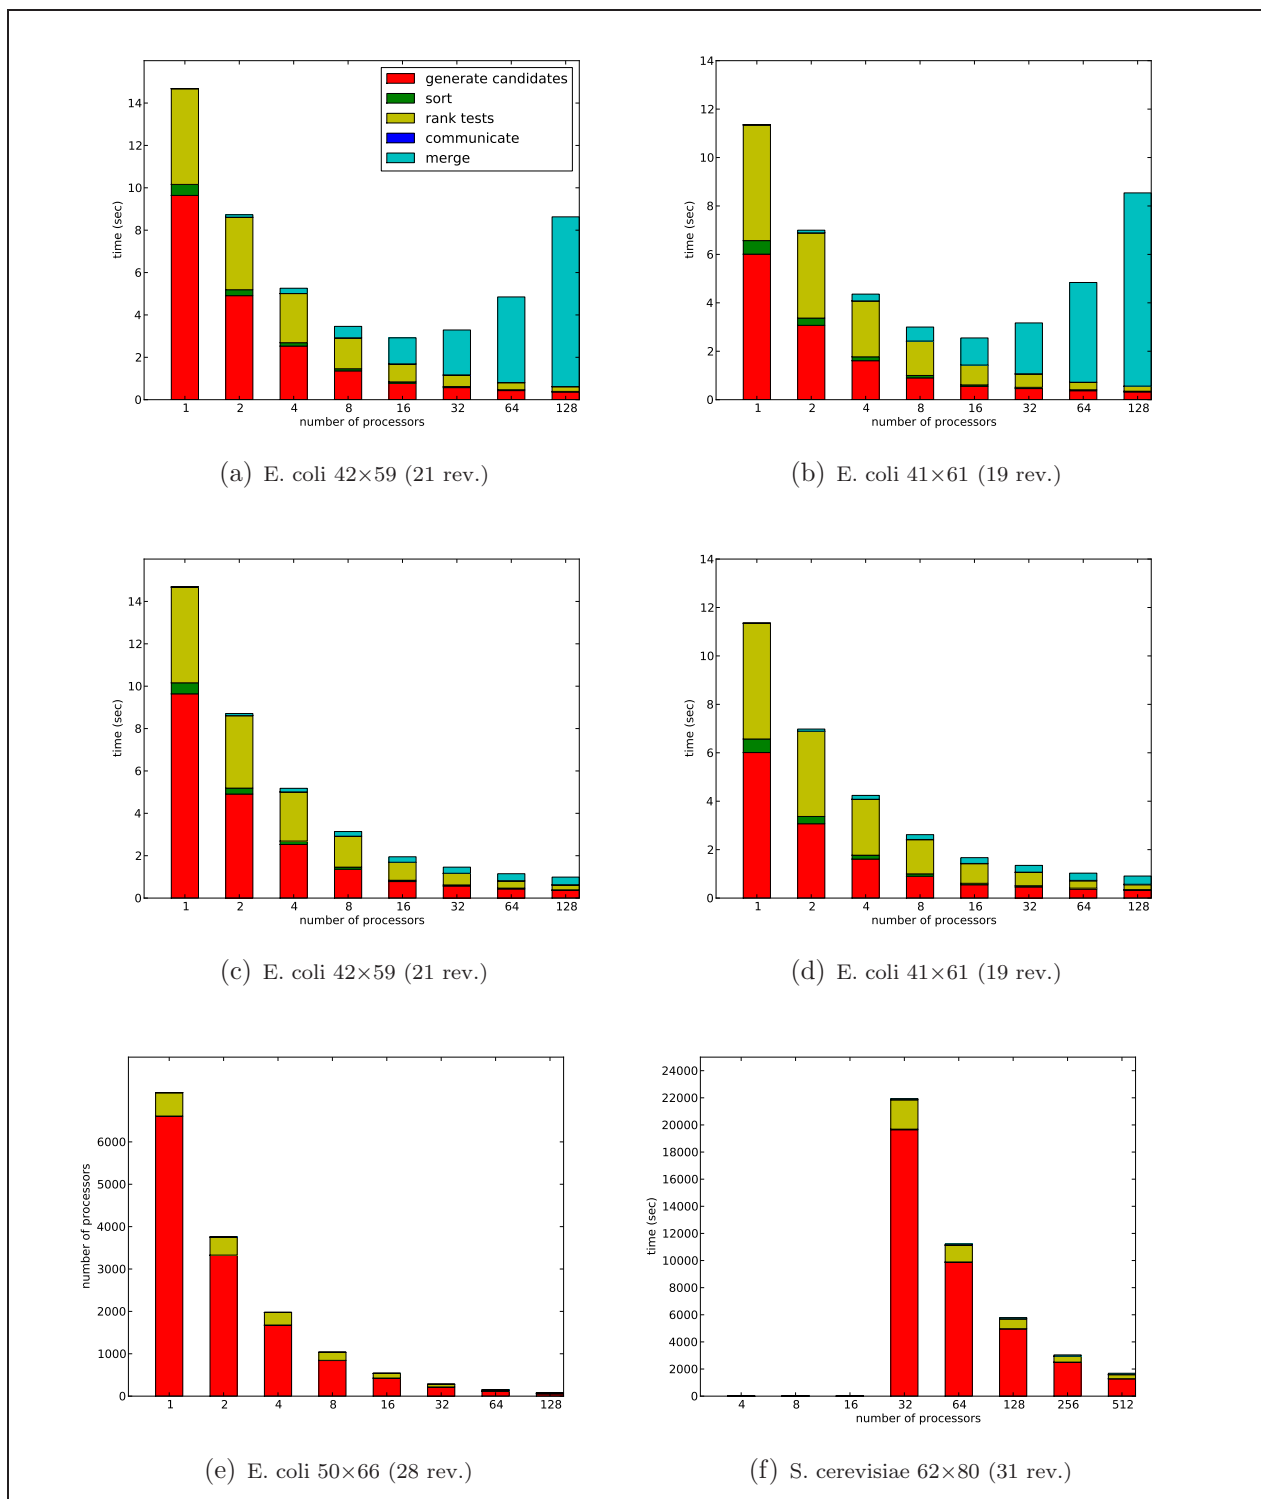 14
12
10
8
6
4
2
0
time (sec)
generate candidates
sort
rank tests
communicate
merge
1 2 4 8 16 32 64 128
number of processors
(a) E. coli 42×59 (21 rev.)
14
12
10
8
6
4
2
0
time (sec)
1 2 4 8 16 32 64 128
number of processors
(b) E. coli 41×61 (19 rev.)
14
12
10
8
6
4
2
0
time (sec)
1 2 4 8 16 32 64 128
number of processors
(c) E. coli 42×59 (21 rev.)
14
12
10
8
6
4
2
0
time (sec)
1 2 4 8 16 32 64 128
number of processors
(d) E. coli 41×61 (19 rev.)
6000
4000
3000
2000
1000
0
number of processors
1 2 4 8 16 32 64 128
(e) E. coli 50×66 (28 rev.)
24000
22000
20000
18000
16000
14000
12000
10000
8000
6000
4000
2000
0
time (sec)
4 8 16 32 64 128 256 512
number of processors
(f) S. cerevisiae 62×80 (31 rev.)